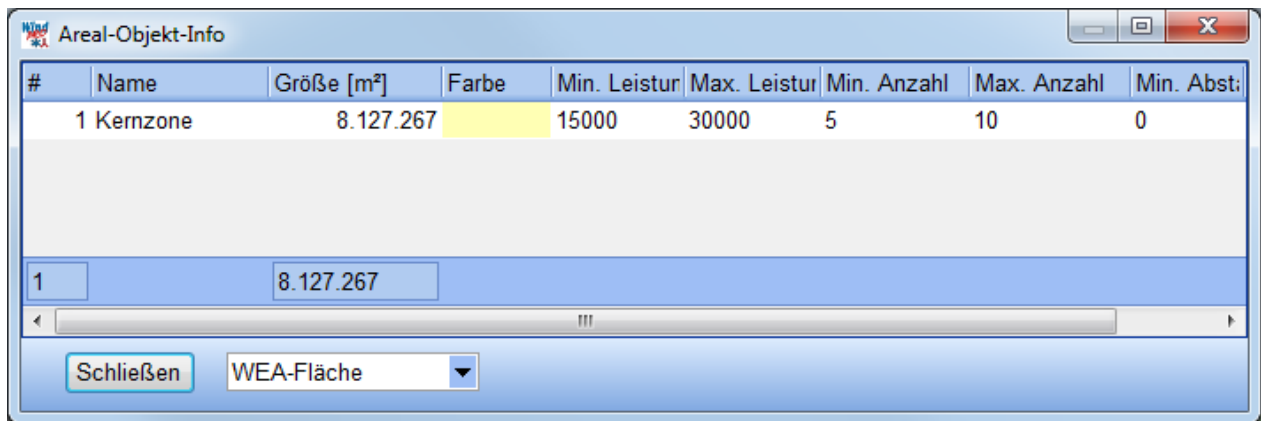 Areal-Objekt-Info
# Name Größe [m²] Farbe Min. Leistur Max. Leistur Min. Anzahl Max. Anzahl Min. Absta
1 Kernzone 8.127.267 15000 30000 5 10 0
1 8.127.267
Schließen WEA-Fläche